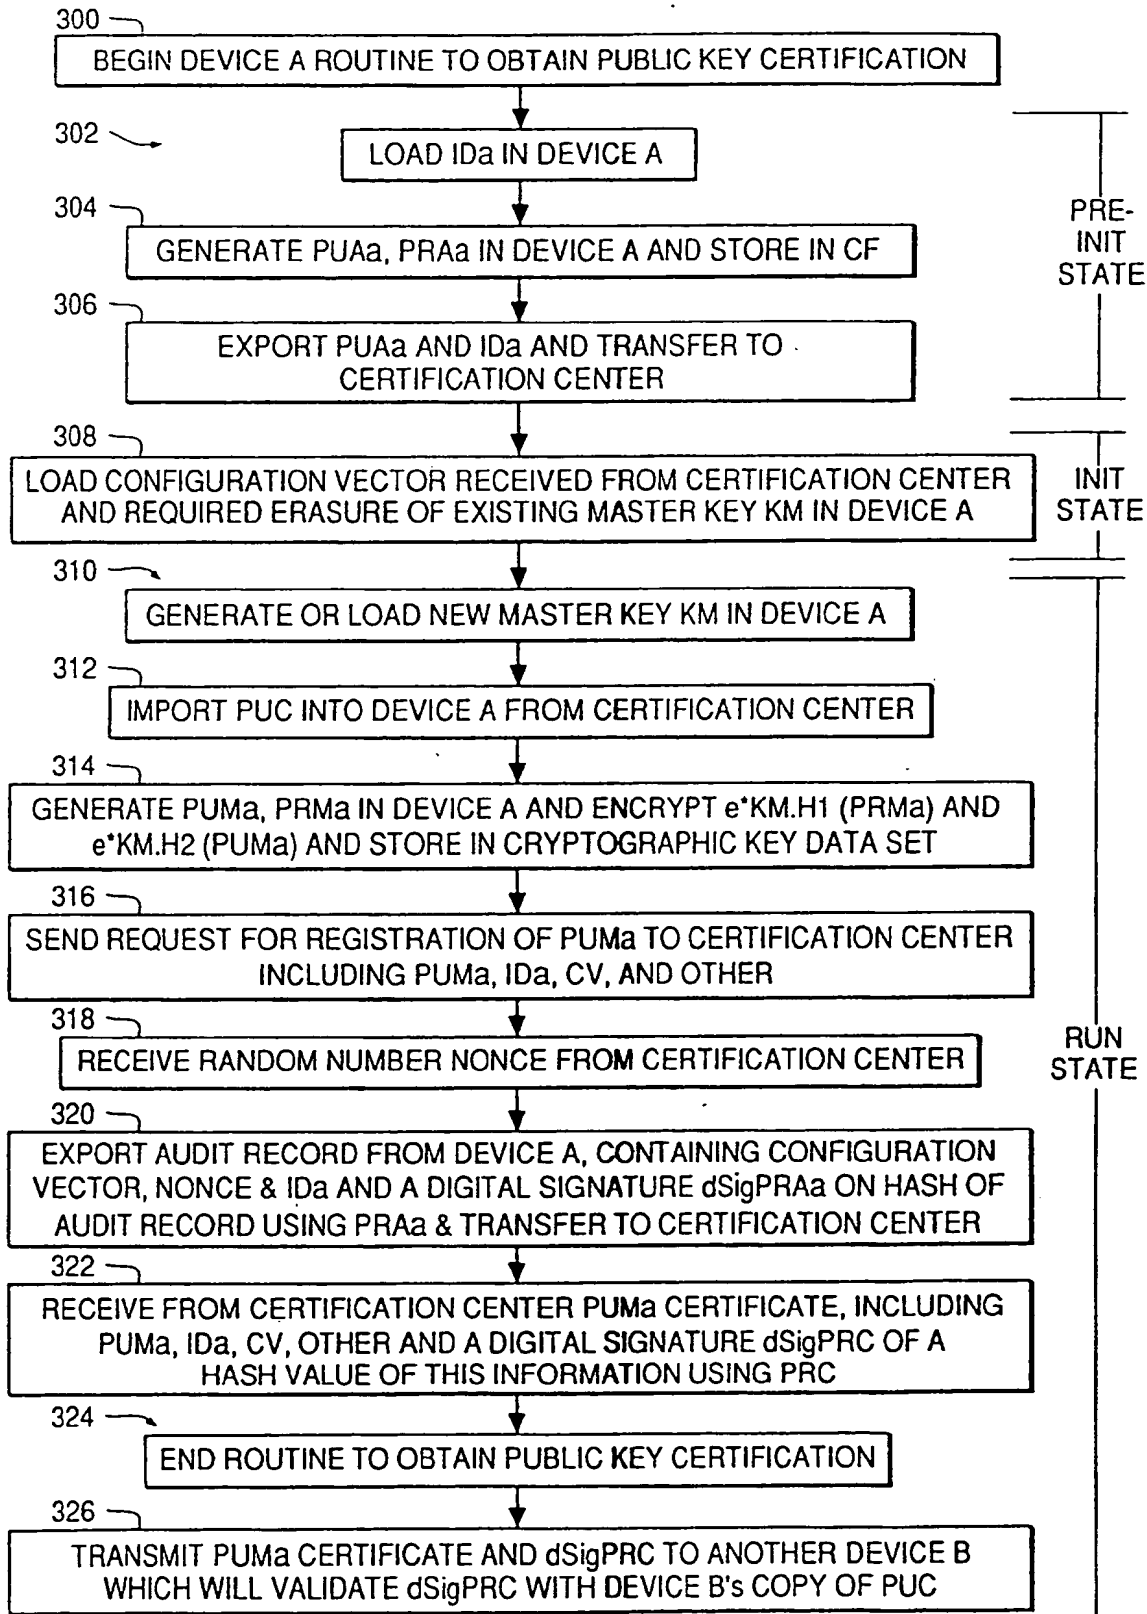 300
BEGIN DEVICE A ROUTINE TO OBTAIN PUBLIC KEY CERTIFICATION
302
LOAD IDa IN DEVICE A
304
GENERATE PUAa, PRAa IN DEVICE A AND STORE IN CF
306
EXPORT PUAa AND IDa AND TRANSFER TO
CERTIFICATION CENTER
PRE-
INIT
STATE
308
LOAD CONFIGURATION VECTOR RECEIVED FROM CERTIFICATION CENTER
AND REQUIRED ERASURE OF EXISTING MASTER KEY KM IN DEVICE A
INIT
STATE
310
GENERATE OR LOAD NEW MASTER KEY KM IN DEVICE A
312
IMPORT PUC INTO DEVICE A FROM CERTIFICATION CENTER
314
GENERATE PUMa, PRMa IN DEVICE A AND ENCRYPT e*KM.H1 (PRMa) AND
e*KM.H2 (PUMa) AND STORE IN CRYPTOGRAPHIC KEY DATA SET
316
SEND REQUEST FOR REGISTRATION OF PUMa TO CERTIFICATION CENTER
INCLUDING PUMa, IDa, CV, AND OTHER
318
RECEIVE RANDOM NUMBER NONCE FROM CERTIFICATION CENTER
RUN
STATE
320
EXPORT AUDIT RECORD FROM DEVICE A, CONTAINING CONFIGURATION
VECTOR, NONCE & IDa AND A DIGITAL SIGNATURE dSigPRAa ON HASH OF
AUDIT RECORD USING PRAa & TRANSFER TO CERTIFICATION CENTER
322
RECEIVE FROM CERTIFICATION CENTER PUMa CERTIFICATE, INCLUDING
PUMa, IDa, CV, OTHER AND A DIGITAL SIGNATURE dSigPRC OF A
HASH VALUE OF THIS INFORMATION USING PRC
324
END ROUTINE TO OBTAIN PUBLIC KEY CERTIFICATION
326
TRANSMIT PUMa CERTIFICATE AND dSigPRC TO ANOTHER DEVICE B
WHICH WILL VALIDATE dSigPRC WITH DEVICE B's COPY OF PUC